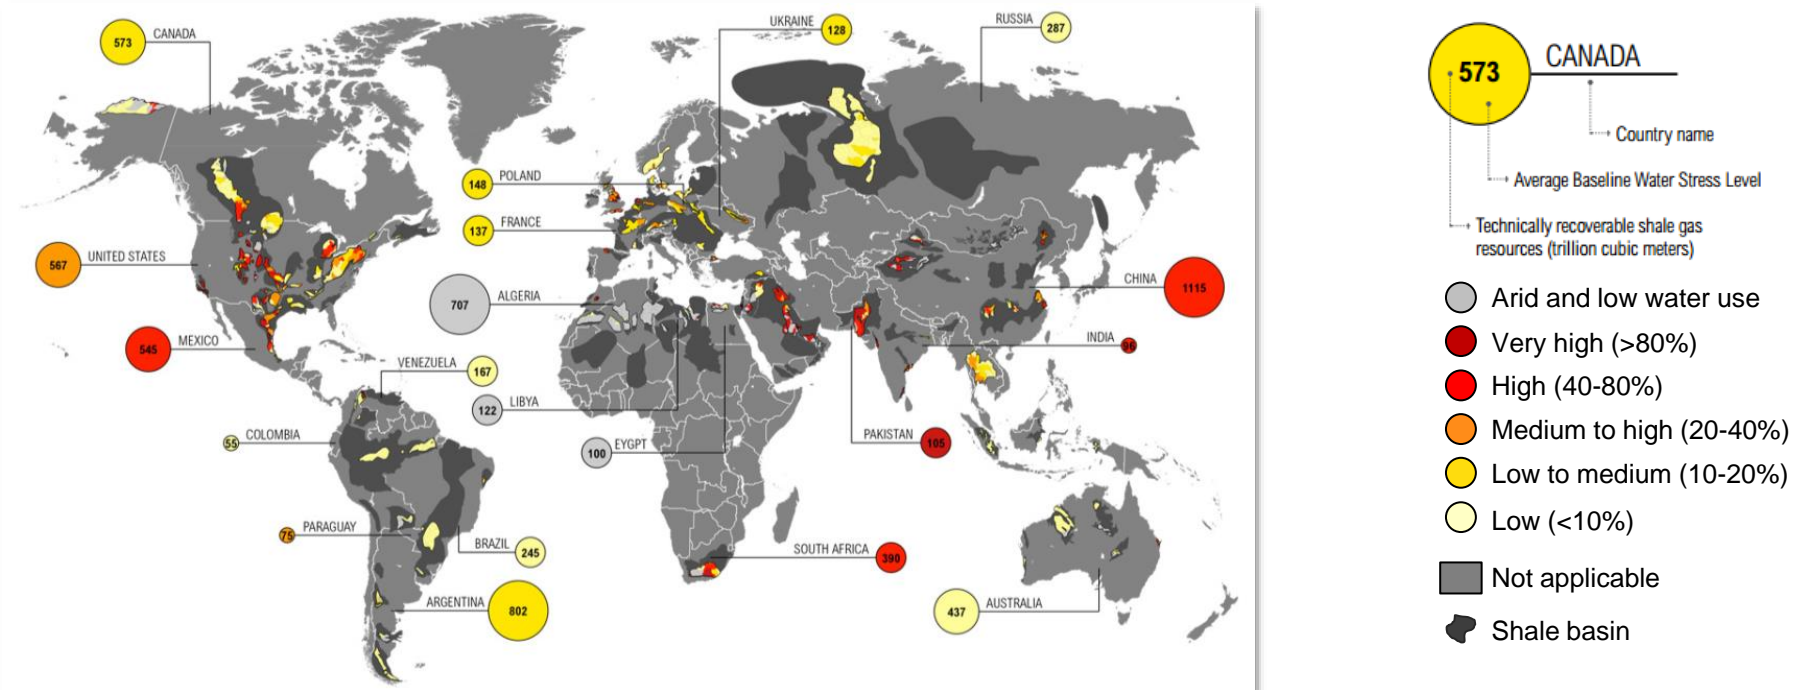 573 CANADA
UKRAINE 128
RUSSIA 287
148 POLAND
137 FRANCE
567 UNITED STATES
707 ALGERIA
CHINA 1115
545 MEXICO
INDIA 96
VENEZUELA 167
122 LIBYA
55 COLOMBIA
100 EYGPT
PAKISTAN 105
75 PARAGUAY
BRAZIL 245
SOUTH AFRICA 390
ARGENTINA 802
437 AUSTRALIA
573 CANADA
Country name
Average Baseline Water Stress Level
Technically recoverable shale gas
resources (trillion cubic meters)
Arid and low water use
Very high (>80%)
High (40-80%)
Medium to high (20-40%)
Low to medium (10-20%)
Low (<10%)
Not applicable
Shale basin